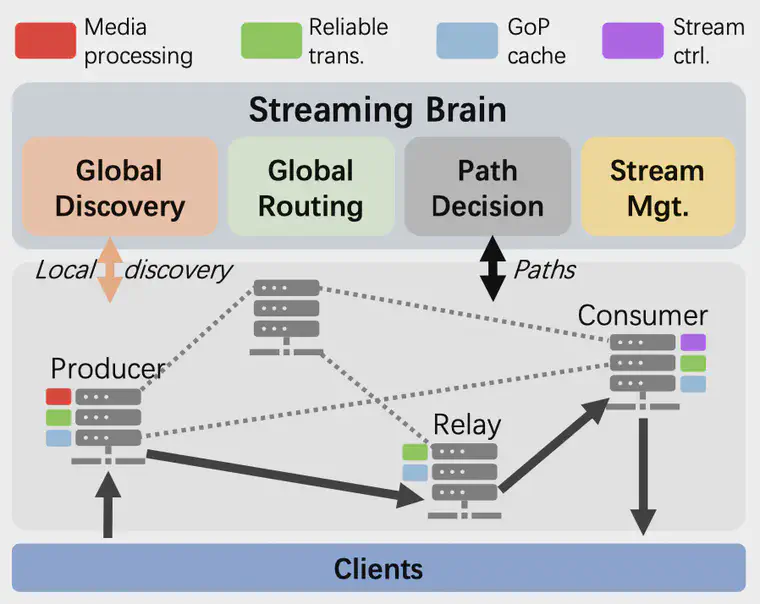 Media
processing
Reliable
trans.
GoP
cache
Stream
ctrl.
Streaming Brain
Global
Discovery
Global
Routing
Path
Decision
Stream
Mgt.
Local discovery
Paths
Consumer
Producer
Relay
Clients